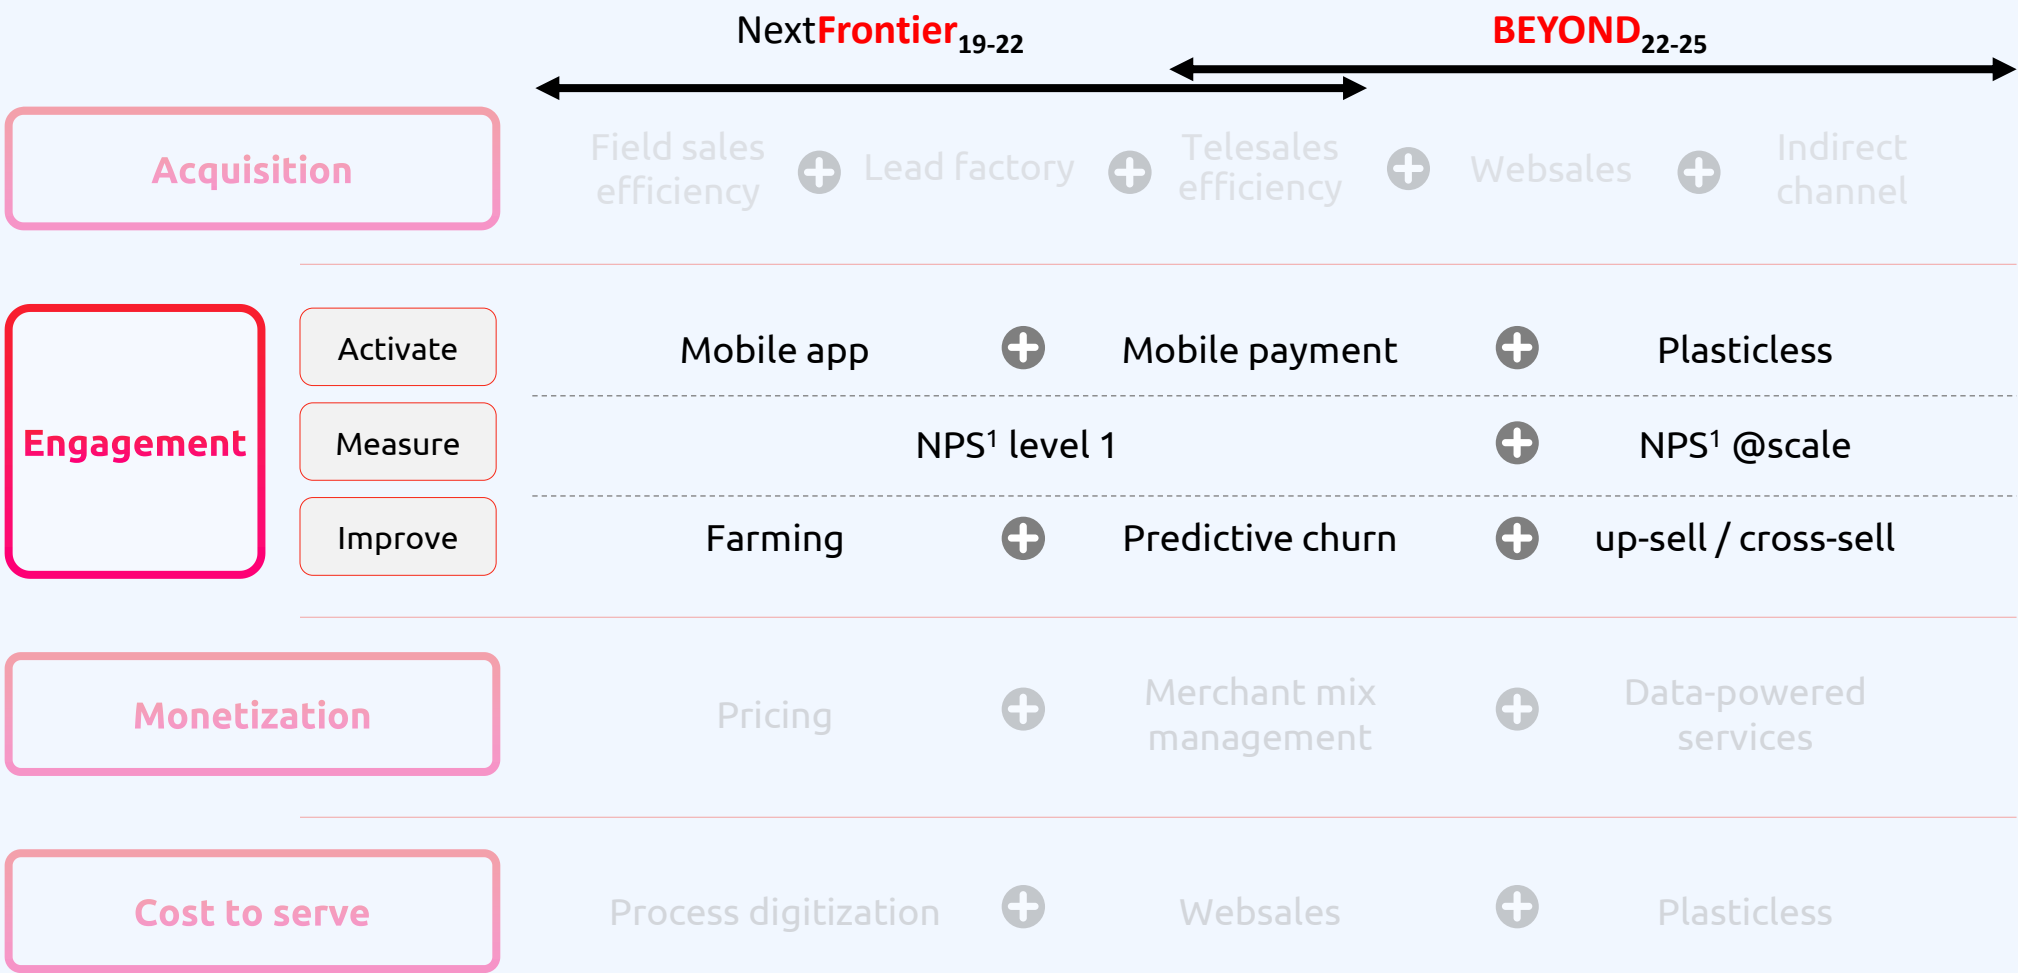 NextFrontier19-22
BEYOND22-25
Acquisition
Field sales
efficiency
Lead factory
Telesales
efficiency
Websales
Indirect
channel
Engagement
Activate
Mobile app
Mobile payment
Plasticless
Measure
NPS¹ level 1
NPS¹ @scale
Improve
Farming
Predictive churn
up-sell / cross-sell
Monetization
Pricing
Merchant mix
management
Data-powered
services
Cost to serve
Process digitization
Websales
Plasticless